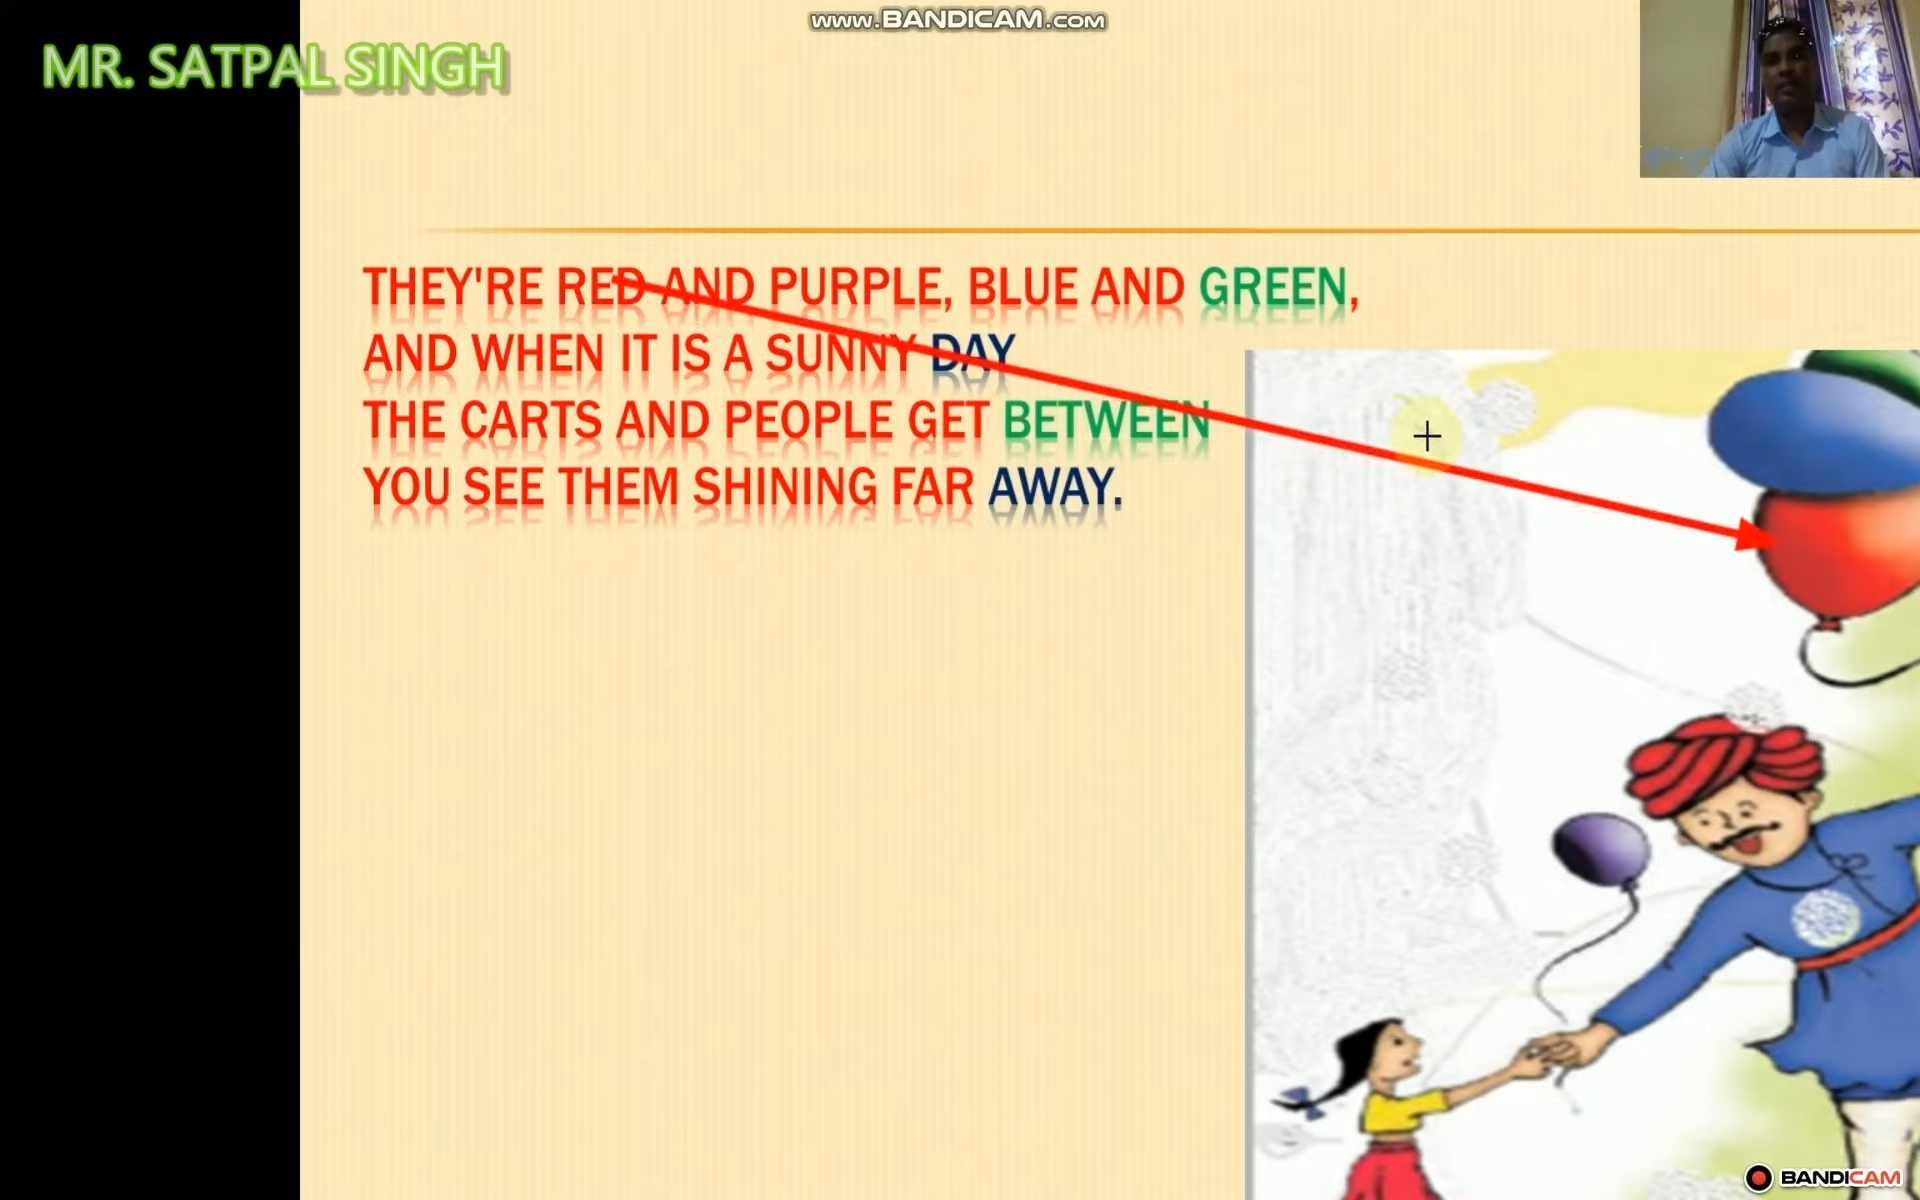 www.BANDICAM.com
MR. SATPAL SINGH
THEY'RE RED AND PURPLE, BLUE AND GREEN,
AND WHEN IT IS A SUNNY DAY
THE CARTS AND PEOPLE GET BETWEEN
YOU SEE THEM SHINING FAR AWAY.
BANDICAM